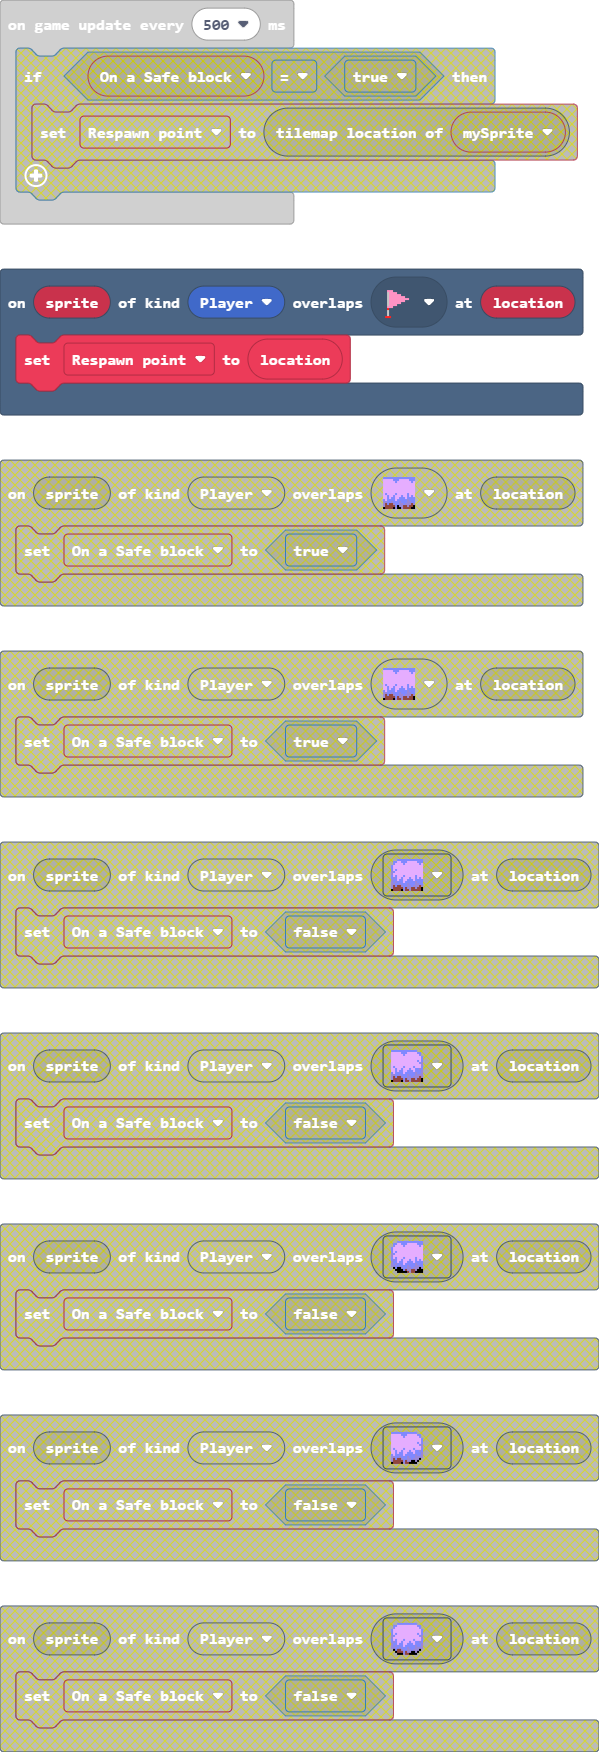 on game update every 500 ms
if On a Safe block = true then
set Respawn point to tilemap location of mySprite
on sprite of kind Player overlaps at location
set Respawn point to location
on sprite of kind Player overlaps at location
set On a Safe block to true
on sprite of kind Player overlaps at location
set On a Safe block to true
on sprite of kind Player overlaps at location
set On a Safe block to false
on sprite of kind Player overlaps at location
set On a Safe block to false
on sprite of kind Player overlaps at location
set On a Safe block to false
on sprite of kind Player overlaps at location
set On a Safe block to false
on sprite of kind Player overlaps at location
set On a Safe block to false